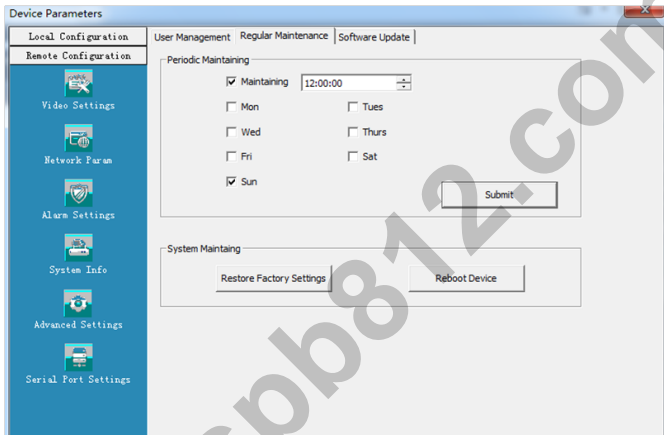 Device Parameters
Local Configuration
Remote Configuration
Video Settings
Network Param
Alarm Settings
System Info
Advanced Settings
Serial Port Settings
User Management Regular Maintenance Software Update
Periodic Maintaining
Maintaining 12:00:00
Mon Tues
Wed Thurs
Fri Sat
Sun
Submit
System Maintaing
Restore Factory Settings Reboot Device
spb812.com